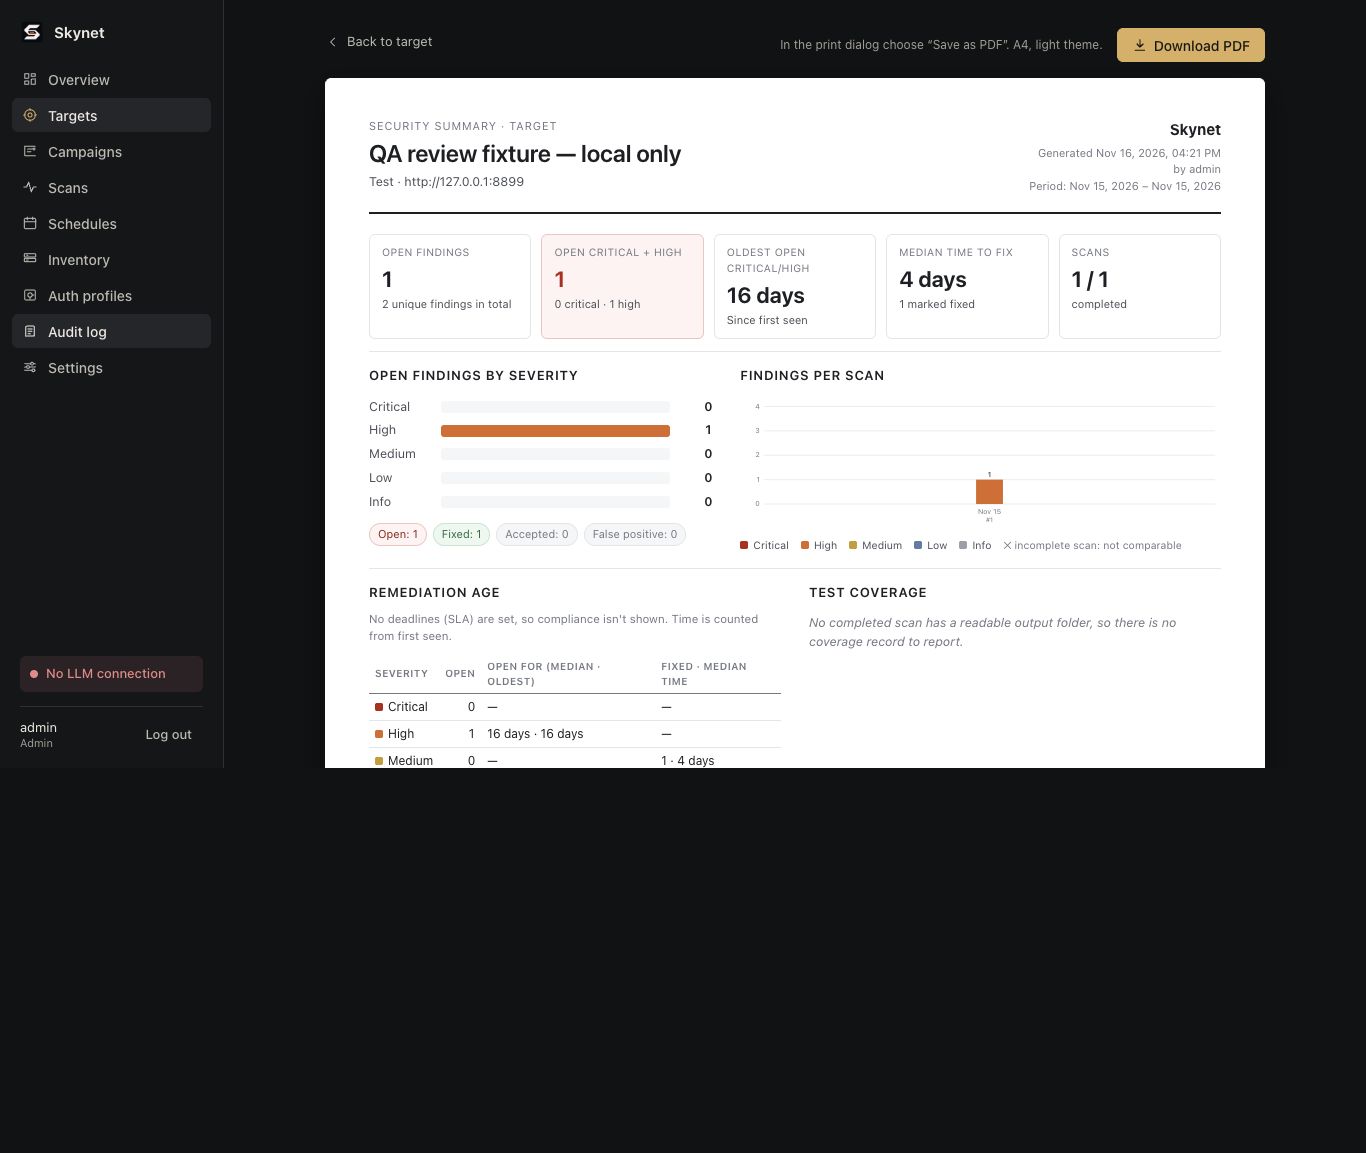 Skynet
Overview
Targets
Campaigns
Scans
Schedules
Inventory
Auth profiles
Audit log
Settings
No LLM connection
admin
Admin
Log out
Back to target
In the print dialog choose “Save as PDF”. A4, light theme.
Download PDF
SECURITY SUMMARY · TARGET
QA review fixture — local only
Test · http://127.0.0.1:8899
Skynet
Generated Nov 16, 2026, 04:21 PM
by admin
Period: Nov 15, 2026 – Nov 15, 2026
OPEN FINDINGS
1
2 unique findings in total
OPEN CRITICAL + HIGH
1
0 critical · 1 high
OLDEST OPEN
CRITICAL/HIGH
16 days
Since first seen
MEDIAN TIME TO FIX
4 days
1 marked fixed
SCANS
1 / 1
completed
OPEN FINDINGS BY SEVERITY
Critical 0
High 1
Medium 0
Low 0
Info 0
Open: 1 Fixed: 1 Accepted: 0 False positive: 0
FINDINGS PER SCAN
4
3
2
1
0
1
Nov 15
#1
Critical High Medium Low Info × incomplete scan: not comparable
REMEDIATION AGE
No deadlines (SLA) are set, so compliance isn't shown. Time is counted
from first seen.
SEVERITY OPEN OPEN FOR (MEDIAN · OLDEST) FIXED · MEDIAN TIME
Critical 0 — —
High 1 16 days · 16 days —
Medium 0 — 1 · 4 days
TEST COVERAGE
No completed scan has a readable output folder, so there is no
coverage record to report.